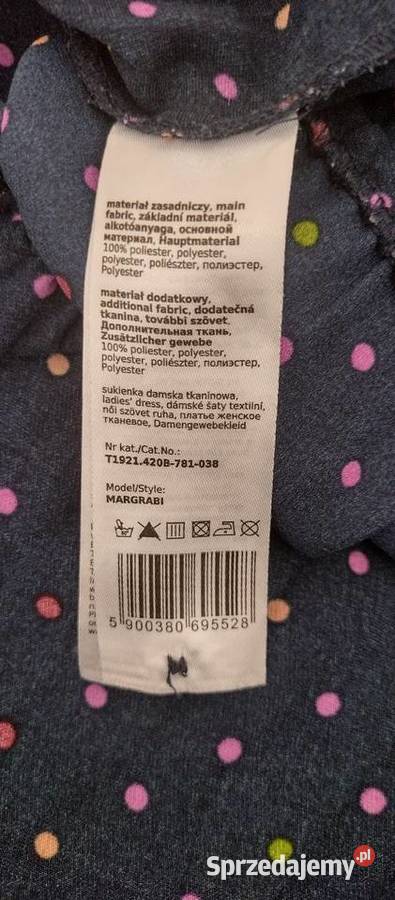 materiał zasadniczy, main
fabric, základní materiál,
alkotóanyaga, основной
материал, Hauptmaterial
100% poliester, polyester,
polyester, poliészter, полиэстер,
Polyester
materiał dodatkowy,
additional fabric, dodatečná
tkanina, további szövet,
Дополнительная ткань,
Zusätzlicher gewebe
100% poliester, polyester,
polyester, poliészter, полиэстер,
Polyester
sukienka damska tkaninowa,
ladies' dress, dámské šaty textilní,
női szövet ruha, платье женское
тканевое, Damengewebekleid
Nr kat./Cat.No.:
T1921.420B-781-038
Model/Style:
MARGRABI
5 900380 695528
Sprzedajemy.pl